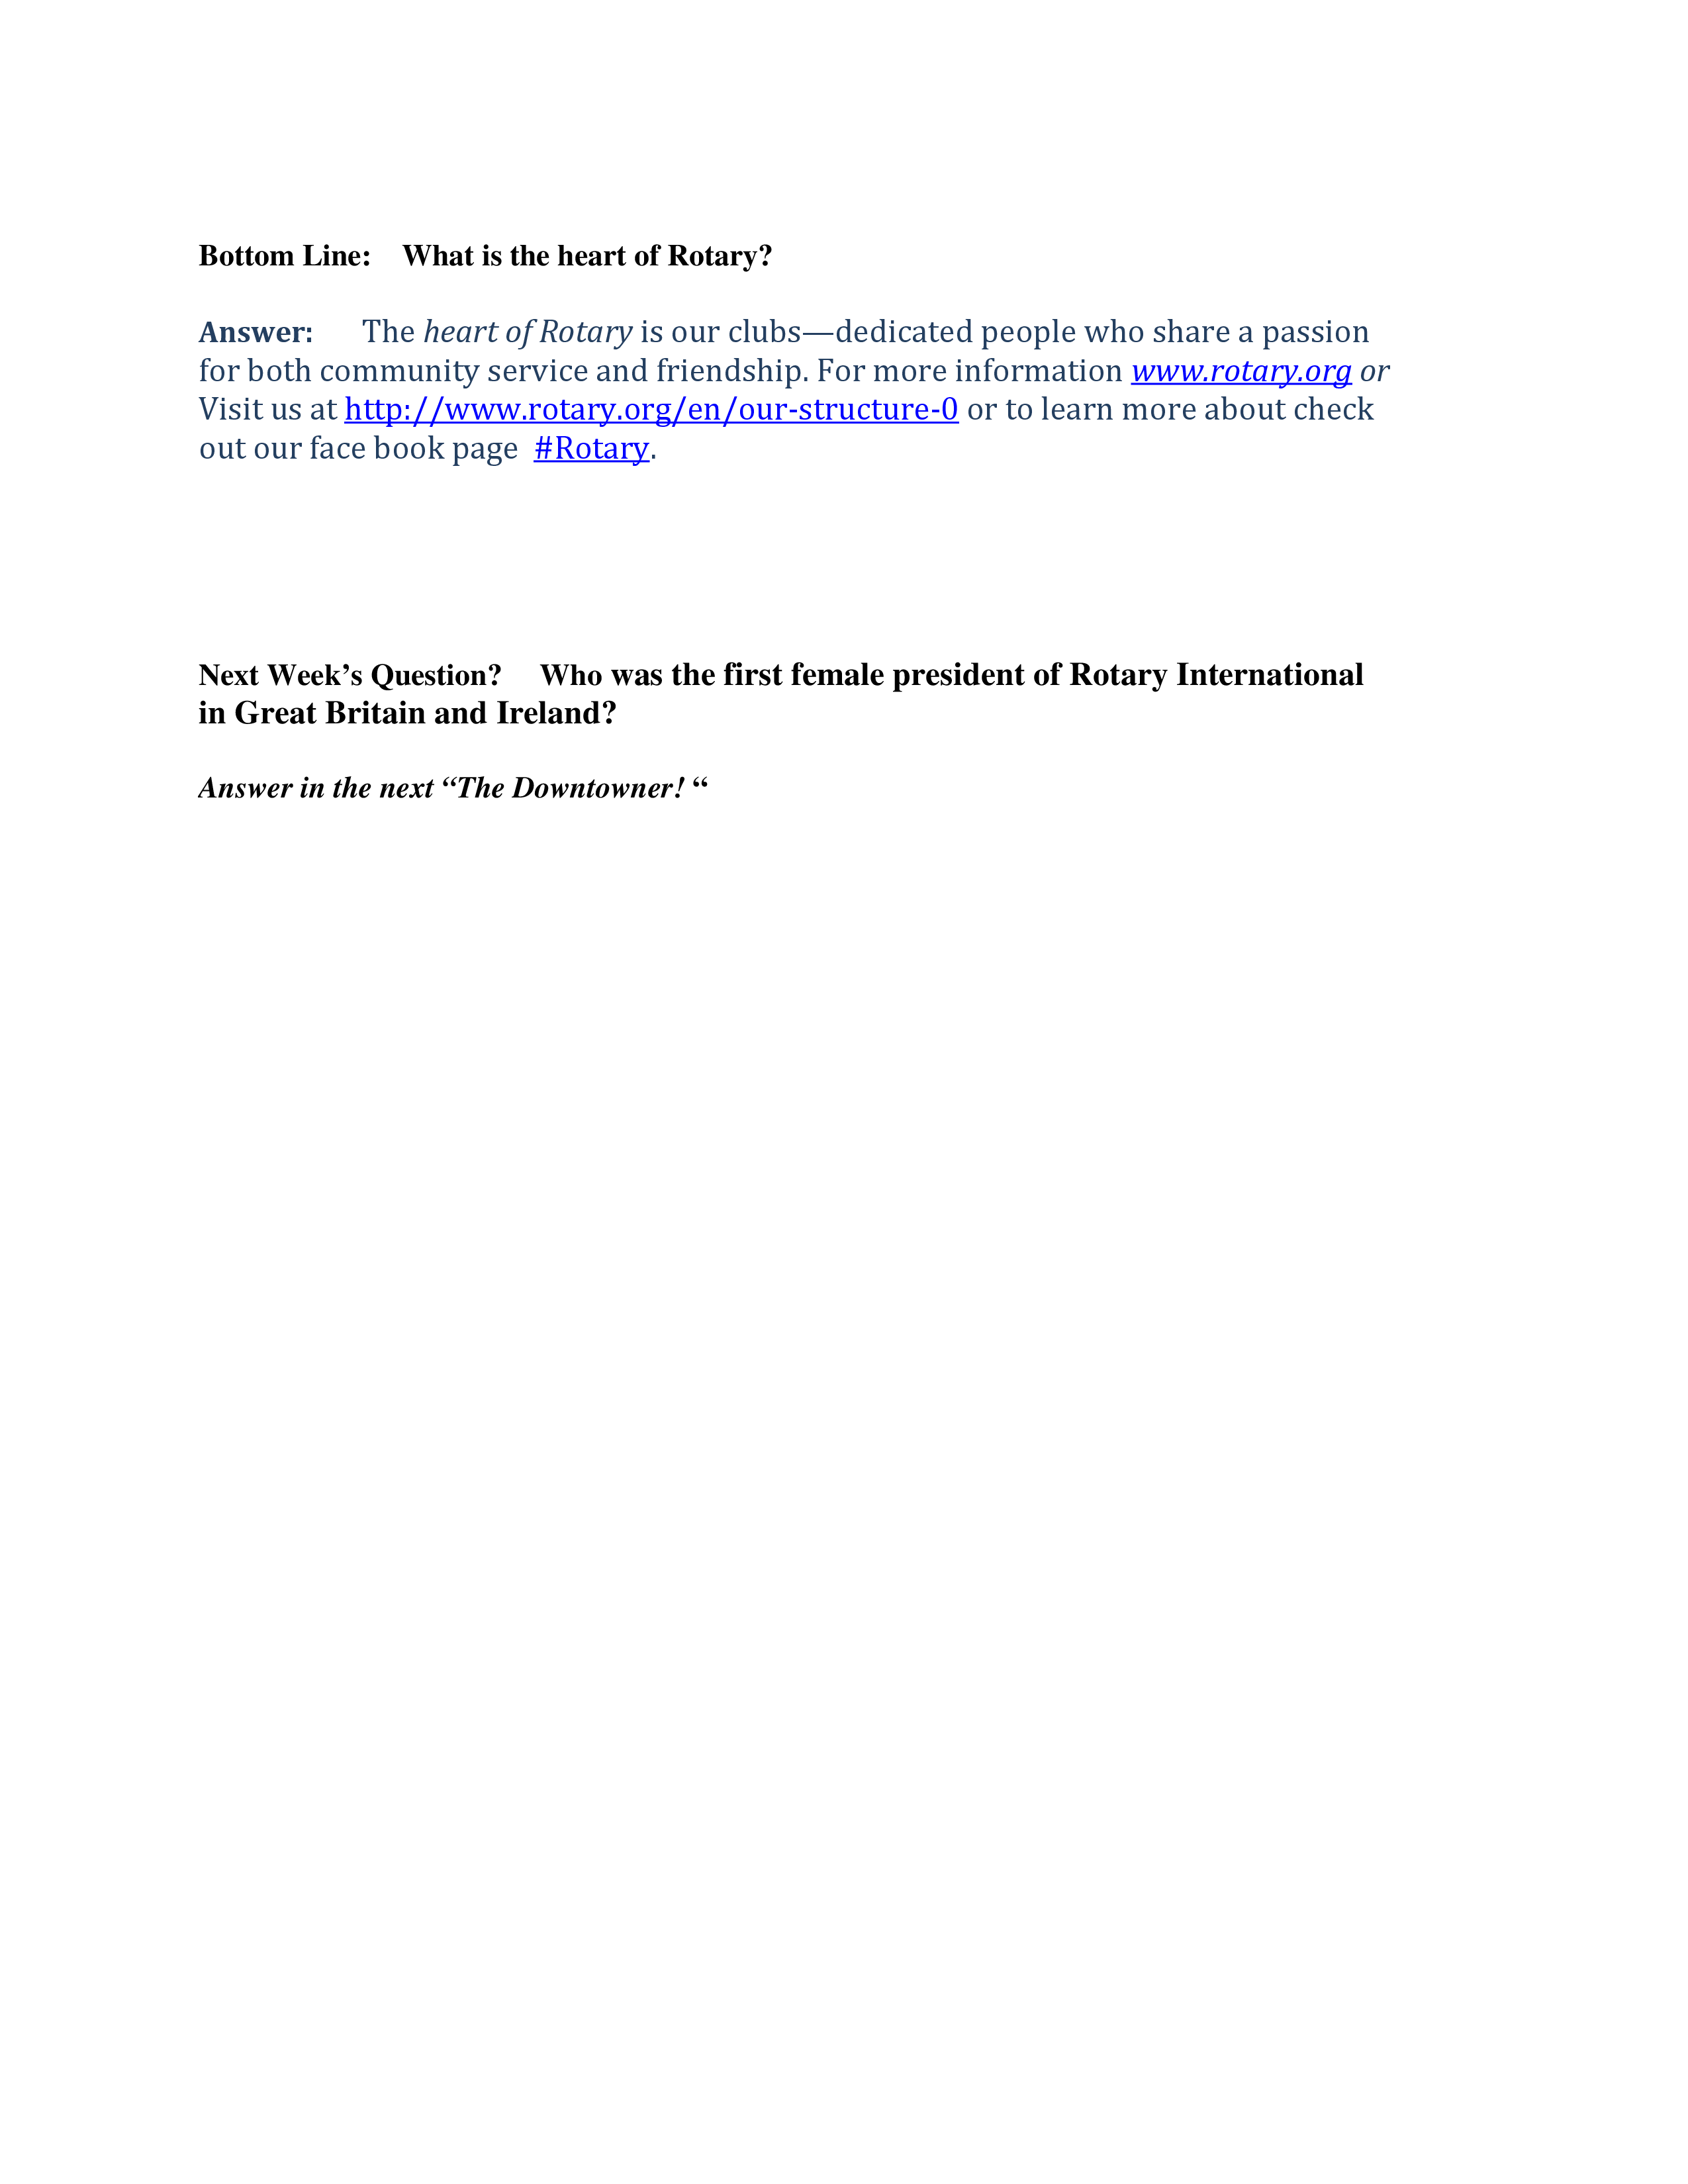 Bottom Line:    What is the heart of Rotary?
Answer:      The heart of Rotary is our clubs—dedicated people who share a passion
for both community service and friendship. For more information www.rotary.org or
Visit us at http://www.rotary.org/en/our-structure-0 or to learn more about check
out our face book page  #Rotary.
Next Week’s Question?     Who was the first female president of Rotary International
in Great Britain and Ireland?
Answer in the next “The Downtowner! “